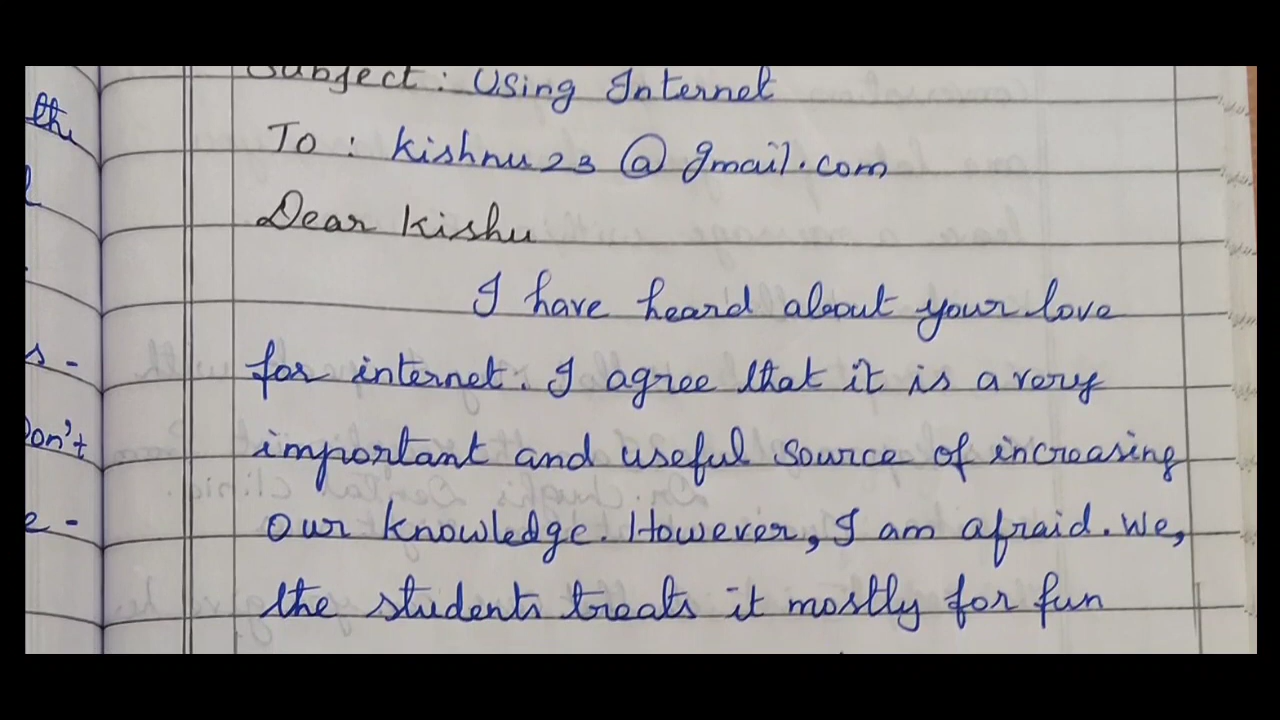 Subject : Using Internet
To : kishnu23@gmail.com
Dear Kishu
I have heard about your love
for internet. I agree that it is a very
important and useful source of increasing
our knowledge. However, I am afraid. We,
the students treats it mostly for fun
th
s -
Don't
e -